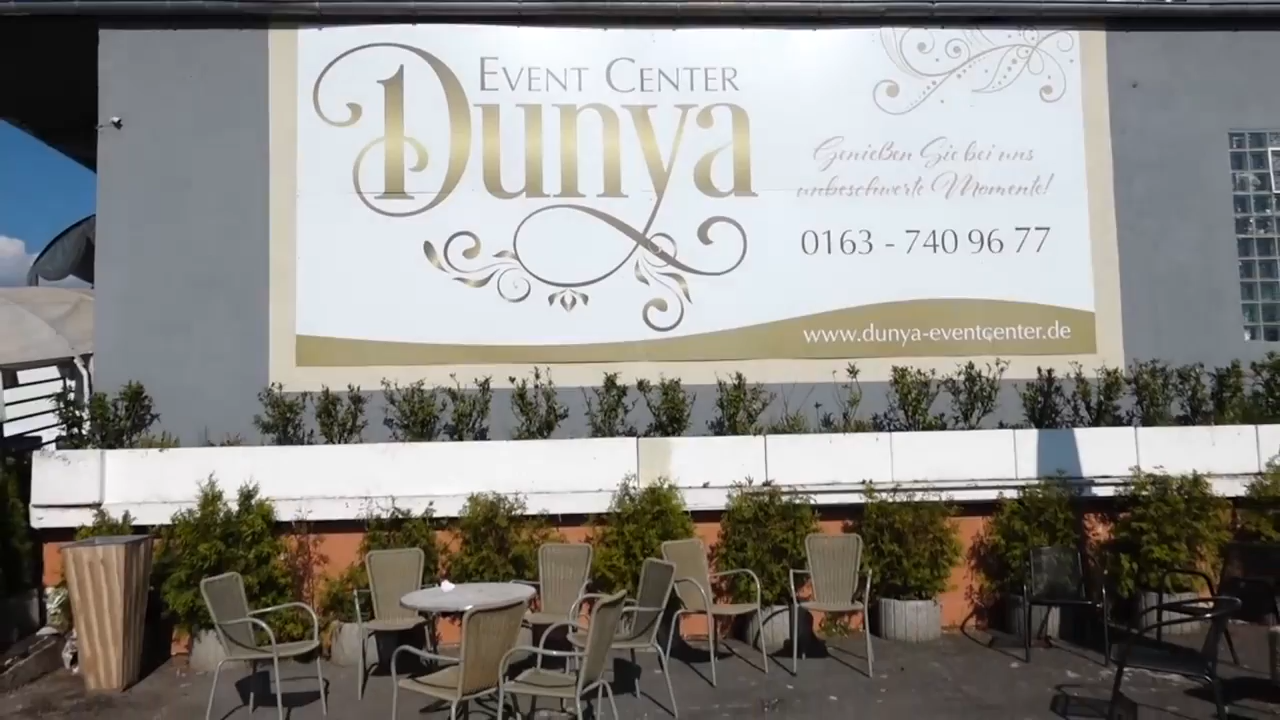 EVENT CENTER
Dunya
Genießen Sie bei uns
unbeschwerte Momente!
0163 - 740 96 77
www.dunya-eventcenter.de